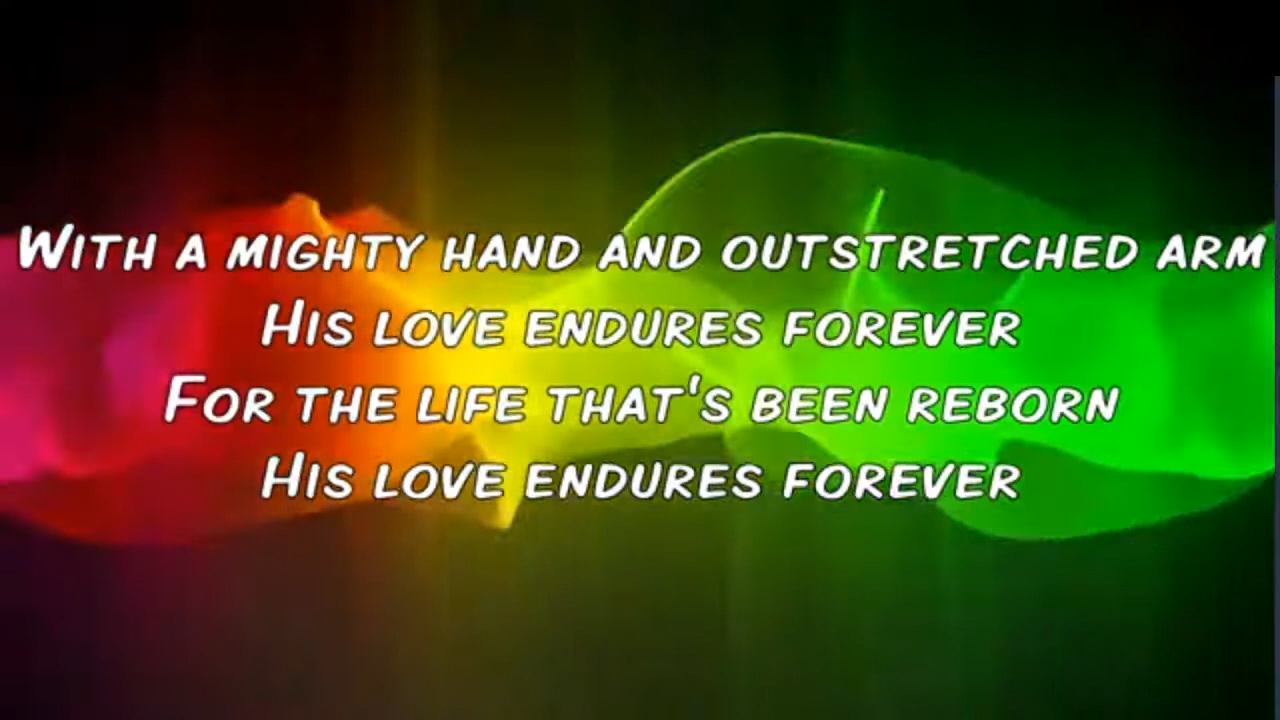 With a mighty hand and outstretched arm
His love endures forever
For the life that's been reborn
His love endures forever